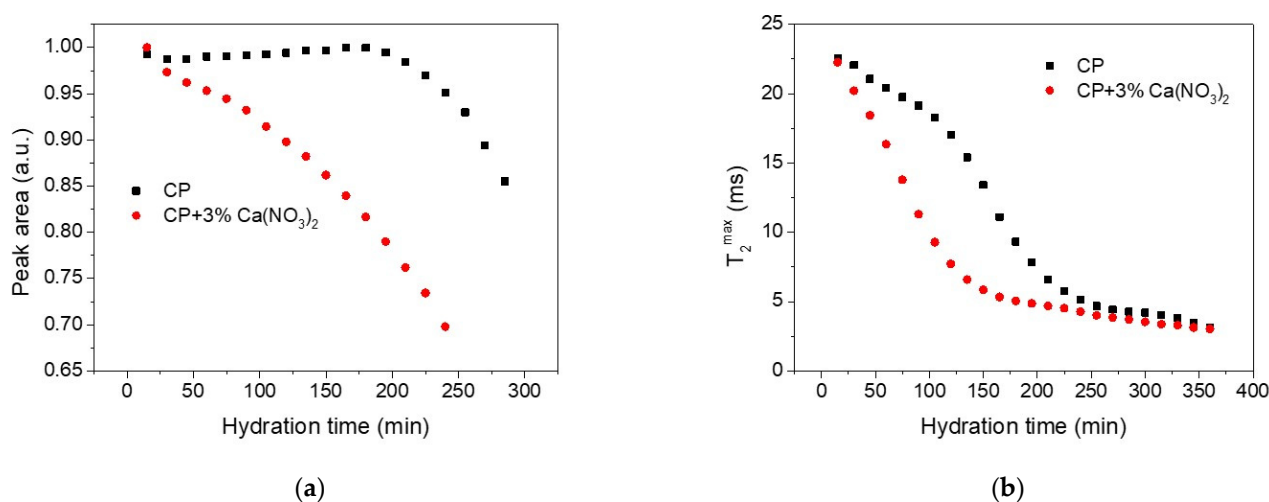 1.00
0.95
0.90
0.85
0.80
0.75
0.70
0.65
Peak area (a.u.)
CP
CP+3% Ca(NO₃)₂
0 50 100 150 200 250 300
Hydration time (min)
(a)
25
20
15
10
5
0
T₂ᵐᵃˣ (ms)
CP
CP+3% Ca(NO₃)₂
0 50 100 150 200 250 300 350 400
Hydration time (min)
(b)